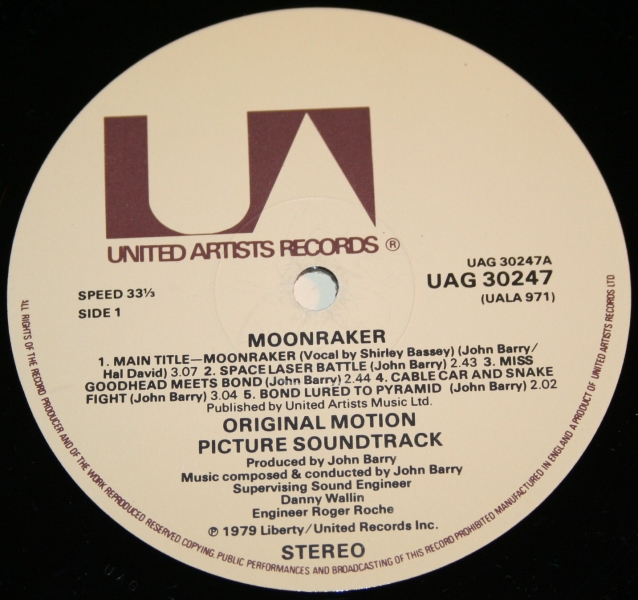 UA
UNITED ARTISTS RECORDS ®
UAG 30247A
UAG 30247
(UALA 971)
SPEED 33⅓
SIDE 1
MOONRAKER
1. MAIN TITLE—MOONRAKER (Vocal by Shirley Bassey) (John Barry/
Hal David) 3.07 2. SPACE LASER BATTLE (John Barry) 2.43 3. MISS
GOODHEAD MEETS BOND (John Barry) 2.44 4. CABLE CAR AND SNAKE
FIGHT (John Barry) 3.04 5. BOND LURED TO PYRAMID (John Barry) 2.02
Published by United Artists Music Ltd.
ORIGINAL MOTION
PICTURE SOUNDTRACK
Produced by John Barry
Music composed & conducted by John Barry
Supervising Sound Engineer
Danny Wallin
Engineer Roger Roche
℗ 1979 Liberty/United Records Inc.
STEREO
ALL RIGHTS OF THE RECORD PRODUCER AND OF THE WORK REPRODUCED RESERVED COPYING, PUBLIC PERFORMANCES AND BROADCASTING OF THIS RECORD PROHIBITED MANUFACTURED IN ENGLAND A PRODUCT OF UNITED ARTISTS RECORDS LTD